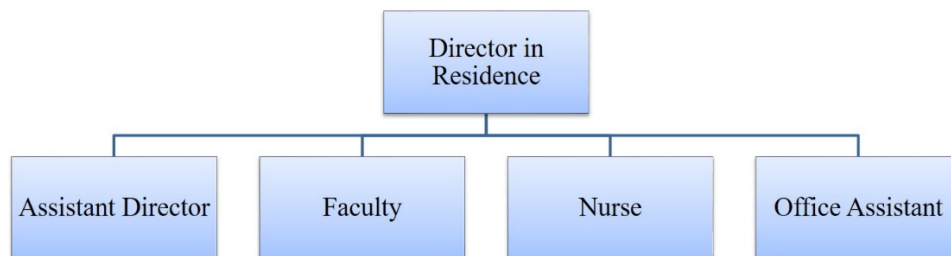 Director in
Residence
Assistant Director
Faculty
Nurse
Office Assistant